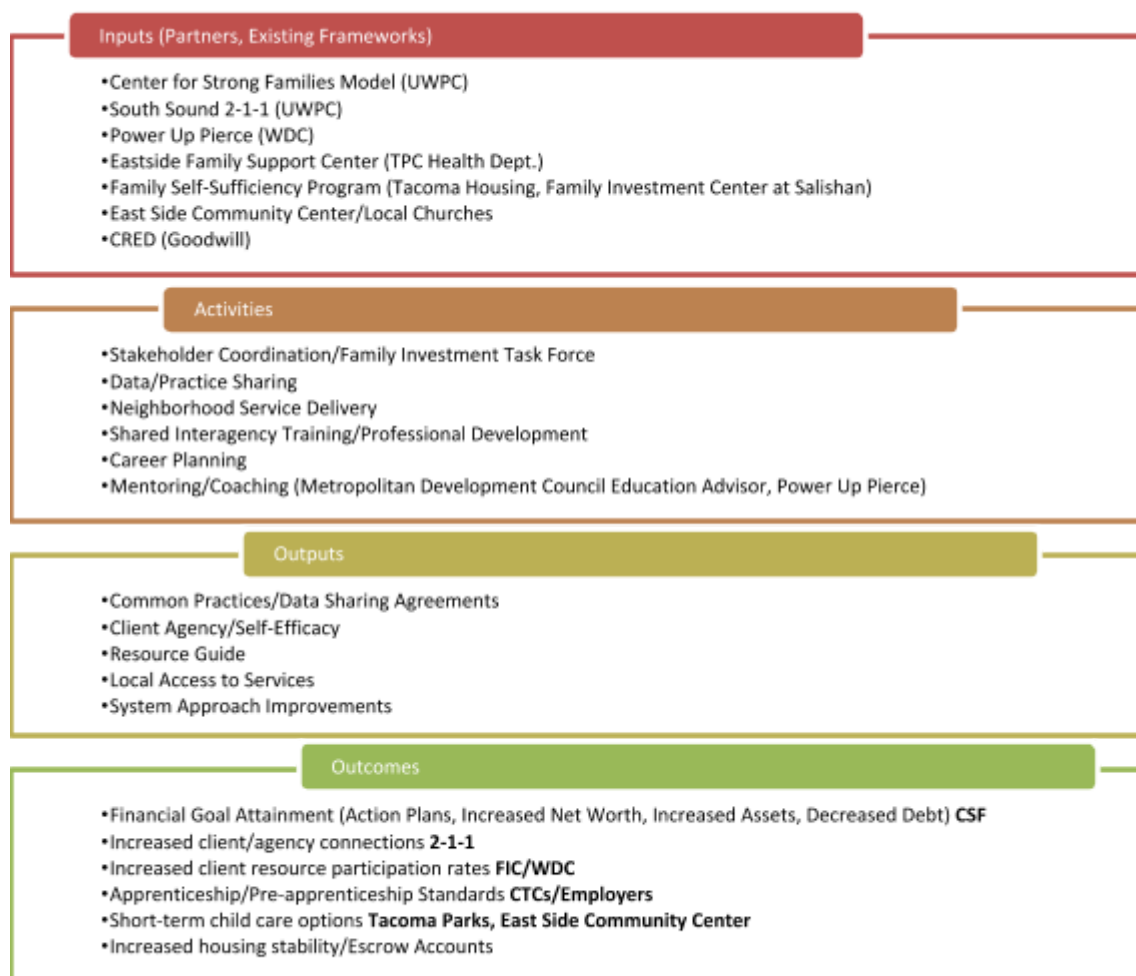 Inputs (Partners, Existing Frameworks)
•Center for Strong Families Model (UWPC)
•South Sound 2-1-1 (UWPC)
•Power Up Pierce (WDC)
•Eastside Family Support Center (TPC Health Dept.)
•Family Self-Sufficiency Program (Tacoma Housing, Family Investment Center at Salishan)
•East Side Community Center/Local Churches
•CRED (Goodwill)
Activities
•Stakeholder Coordination/Family Investment Task Force
•Data/Practice Sharing
•Neighborhood Service Delivery
•Shared Interagency Training/Professional Development
•Career Planning
•Mentoring/Coaching (Metropolitan Development Council Education Advisor, Power Up Pierce)
Outputs
•Common Practices/Data Sharing Agreements
•Client Agency/Self-Efficacy
•Resource Guide
•Local Access to Services
•System Approach Improvements
Outcomes
•Financial Goal Attainment (Action Plans, Increased Net Worth, Increased Assets, Decreased Debt) CSF
•Increased client/agency connections 2-1-1
•Increased client resource participation rates FIC/WDC
•Apprenticeship/Pre-apprenticeship Standards CTCs/Employers
•Short-term child care options Tacoma Parks, East Side Community Center
•Increased housing stability/Escrow Accounts